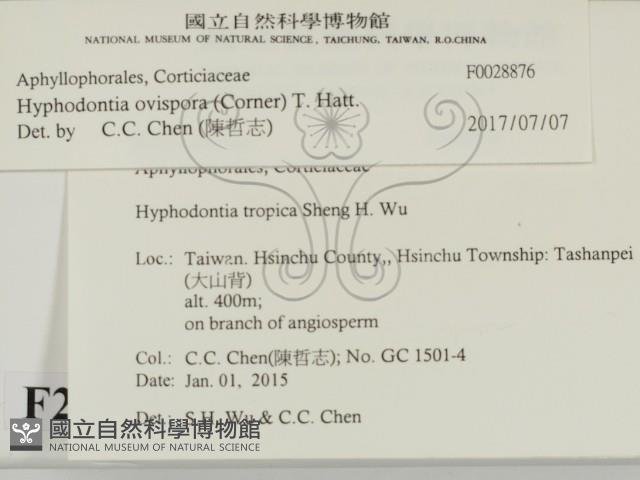 國立自然科學博物館
NATIONAL MUSEUM OF NATURAL SCIENCE, TAICHUNG, TAIWAN, R.O.CHINA
Aphyllophorales, Corticiaceae F0028876
Hyphodontia ovispora (Corner) T. Hatt.
Det. by C.C. Chen (陳哲志) 2017/07/07
Aphyllophorales, Corticiaceae
Hyphodontia tropica Sheng H. Wu
Loc.: Taiwan. Hsinchu County,, Hsinchu Township: Tashanpei
(大山背)
alt. 400m;
on branch of angiosperm
Col.: C.C. Chen(陳哲志); No. GC 1501-4
Date: Jan. 01, 2015
Det.: S.H. Wu & C.C. Chen
F2
國立自然科學博物館
NATIONAL MUSEUM OF NATURAL SCIENCE